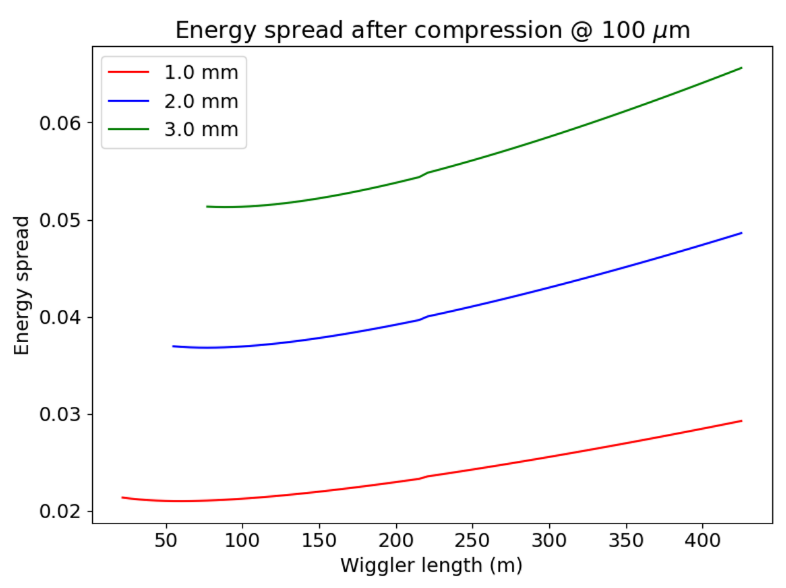 Energy spread after compression @ 100 μm
1.0 mm
2.0 mm
3.0 mm
0.06
0.05
0.04
0.03
0.02
Energy spread
50 100 150 200 250 300 350 400
Wiggler length (m)